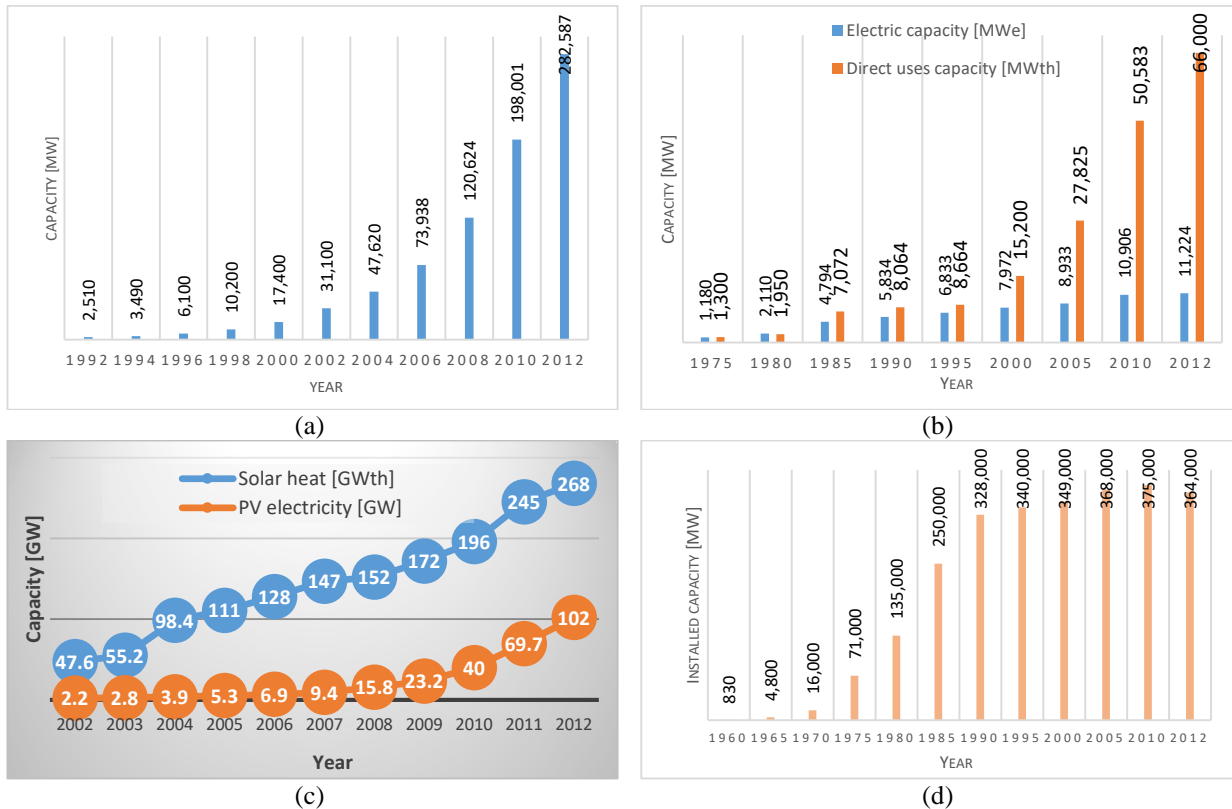 CAPACITY [MW]
2,510
3,490
6,100
10,200
17,400
31,100
47,620
73,938
120,624
198,001
282,587
1992 1994 1996 1998 2000 2002 2004 2006 2008 2010 2012
YEAR
(a)
Electric capacity [MWe]
Direct uses capacity [MWth]
CAPACITY [MW]
1,180
1,300
2,110
1,950
4,794
7,072
5,834
8,064
6,833
8,664
7,972
15,200
8,933
27,825
10,906
50,583
11,224
66,000
1975 1980 1985 1990 1995 2000 2005 2010 2012
YEAR
(b)
Solar heat [GWth]
PV electricity [GW]
Capacity [GW]
47.6 55.2 98.4 111 128 147 152 172 196 245 268
2.2 2.8 3.9 5.3 6.9 9.4 15.8 23.2 40 69.7 102
2002 2003 2004 2005 2006 2007 2008 2009 2010 2011 2012
Year
(c)
INSTALLED CAPACITY [MW]
830
4,800
16,000
71,000
135,000
250,000
328,000
340,000
349,000
368,000
375,000
364,000
1960 1965 1970 1975 1980 1985 1990 1995 2000 2005 2010 2012
YEAR
(d)